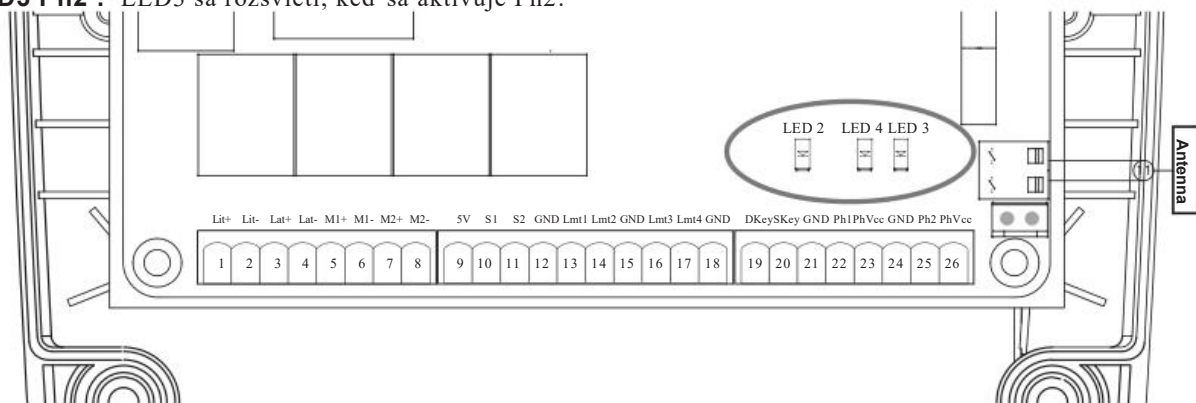 D3 Ph2 : LED3 sa rozsvieti, keď sa aktivuje Ph2.
LED 2 LED 4 LED 3
Antenna
11
Lit+ Lit- Lat+ Lat- M1+ M1- M2+ M2- 5V S1 S2 GND Lmt1 Lmt2 GND Lmt3 Lmt4 GND DKey SKey GND Ph1 PhVcc GND Ph2 PhVcc
1 2 3 4 5 6 7 8 9 10 11 12 13 14 15 16 17 18 19 20 21 22 23 24 25 26